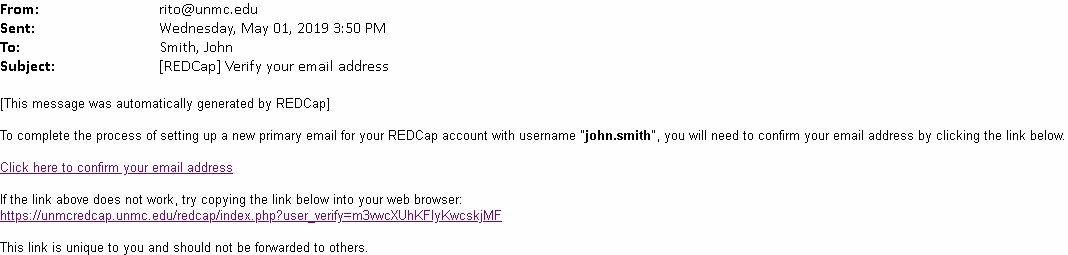 From: rito@unmc.edu
Sent: Wednesday, May 01, 2019 3:50 PM
To: Smith, John
Subject: [REDCap] Verify your email address
[This message was automatically generated by REDCap]
To complete the process of setting up a new primary email for your REDCap account with username "john.smith", you will need to confirm your email address by clicking the link below.
Click here to confirm your email address
If the link above does not work, try copying the link below into your web browser:
https://unmcredcap.unmc.edu/redcap/index.php?user_verify=m3vwcXUhKFIyKwcskjMF
This link is unique to you and should not be forwarded to others.